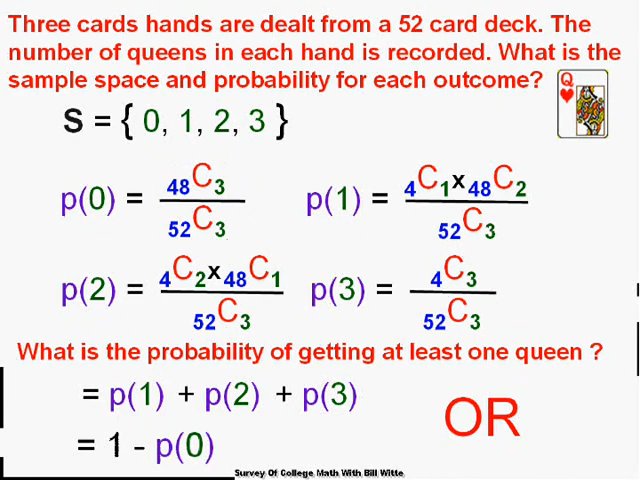 Three cards hands are dealt from a 52 card deck. The
number of queens in each hand is recorded. What is the
sample space and probability for each outcome?
Q
S = { 0, 1, 2, 3 }
p(0) = 48C3 / 52C3
p(1) = 4C1 x 48C2 / 52C3
p(2) = 4C2 x 48C1 / 52C3
p(3) = 4C3 / 52C3
What is the probability of getting at least one queen ?
= p(1) + p(2) + p(3)
OR
= 1 - p(0)
Survey Of College Math With Bill Witte